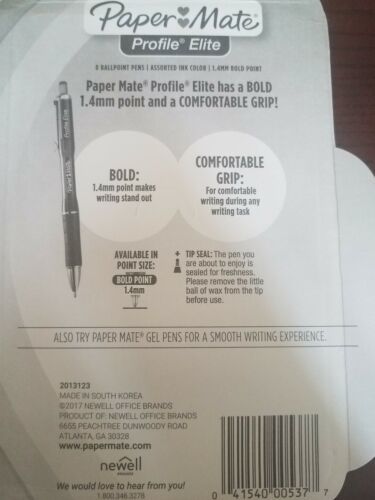 Paper Mate®
Profile® Elite
8 BALLPOINT PENS | ASSORTED INK COLOR | 1.4MM BOLD POINT
Paper Mate® Profile® Elite has a BOLD
1.4mm point and a COMFORTABLE GRIP!
Profile Elite
Paper Mate
BOLD:
1.4mm point makes
writing stand out
COMFORTABLE
GRIP:
For comfortable
writing during any
writing task
AVAILABLE IN
POINT SIZE:
BOLD POINT
1.4mm
+ TIP SEAL: The pen you
are about to enjoy is
sealed for freshness.
Please remove the little
ball of wax from the tip
before use.
ALSO TRY PAPER MATE® GEL PENS FOR A SMOOTH WRITING EXPERIENCE.
2013123
MADE IN SOUTH KOREA
©2017 NEWELL OFFICE BRANDS
PRODUCT OF: NEWELL OFFICE BRANDS
6655 PEACHTREE DUNWOODY ROAD
ATLANTA, GA 30328
www.papermate.com
newell
BRANDS
We would love to hear from you!
1.800.346.3278
0 41540 00537 7